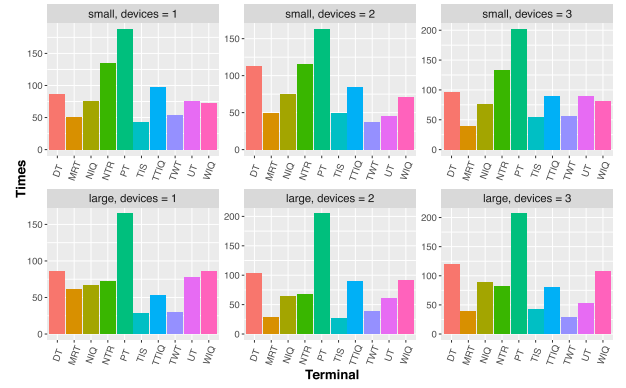 small, devices = 1
small, devices = 2
small, devices = 3
150
100
50
0
150
100
50
0
200
150
100
50
0
DT MRT NIQ NTR PT TIS TTIQ TWT UT WIQ
DT MRT NIQ NTR PT TIS TTIQ TWT UT WIQ
DT MRT NIQ NTR PT TIS TTIQ TWT UT WIQ
Times
large, devices = 1
large, devices = 2
large, devices = 3
150
100
50
0
200
150
100
50
0
200
150
100
50
0
DT MRT NIQ NTR PT TIS TTIQ TWT UT WIQ
DT MRT NIQ NTR PT TIS TTIQ TWT UT WIQ
DT MRT NIQ NTR PT TIS TTIQ TWT UT WIQ
Terminal